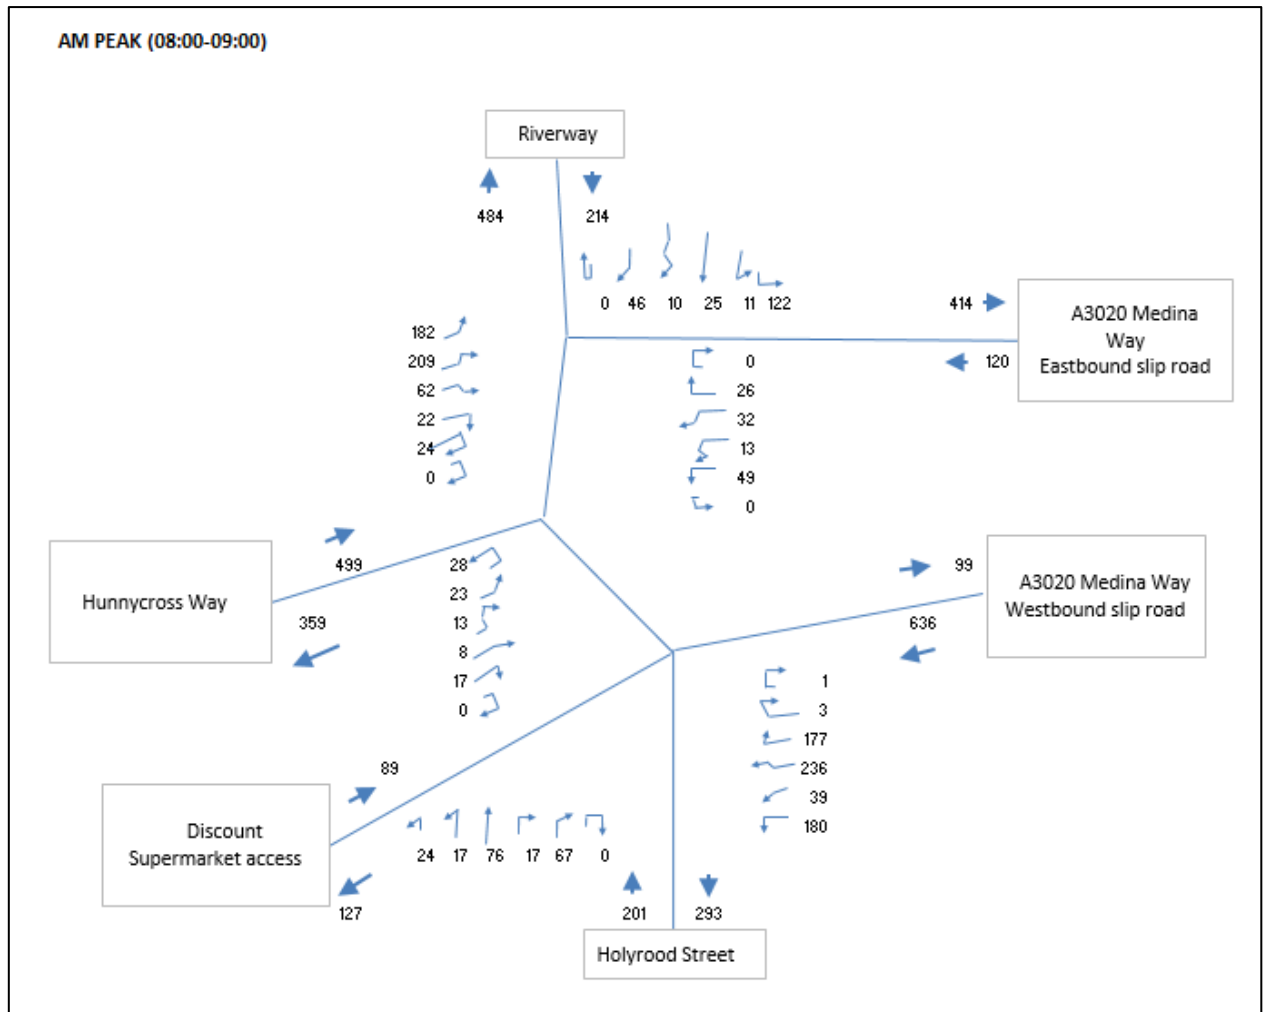 AM PEAK (08:00-09:00)
Riverway
484
214
0 46 10 25 11 122
414
A3020 Medina
Way
Eastbound slip road
120
182
209
62
22
24
0
0
26
32
13
49
0
Hunnycross Way
499
359
28
23
13
8
17
0
99
A3020 Medina Way
Westbound slip road
636
1
3
177
236
39
180
89
Discount
Supermarket access
127
24 17 76 17 67 0
201
293
Holyrood Street